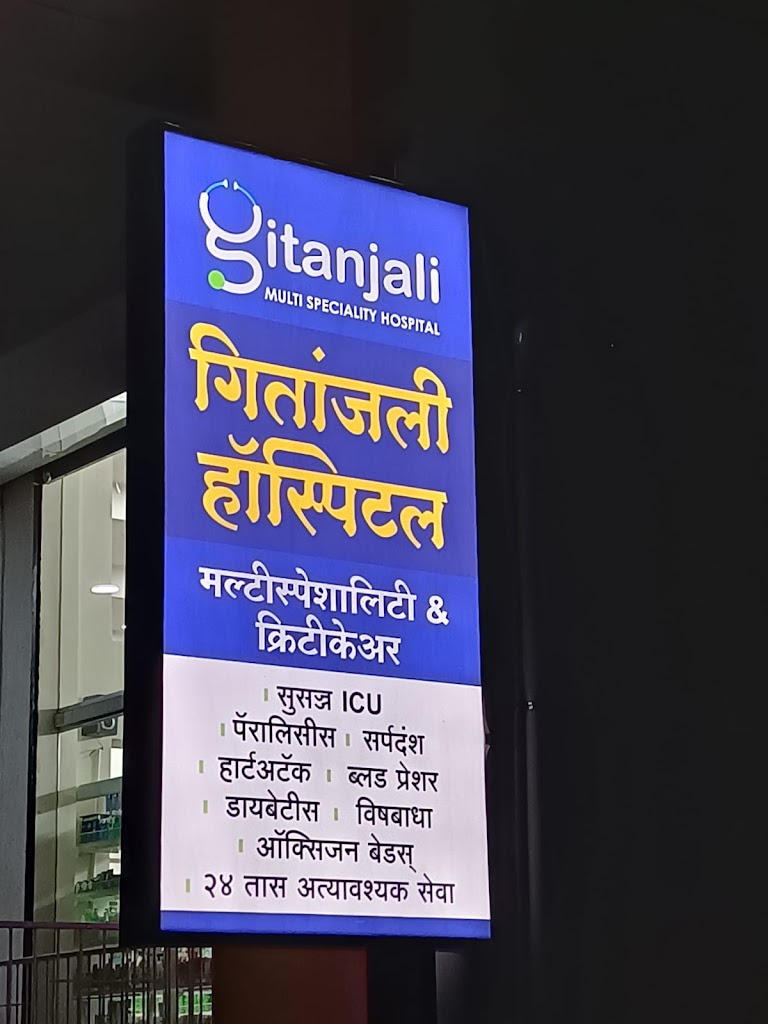 gitanjali
MULTI SPECIALITY HOSPITAL
गितांजली
हॉस्पिटल
मल्टीस्पेशालिटी &
क्रिटीकेअर
सुसज्ज ICU
पॅरालिसीस सर्पदंश
हार्टअटॅक ब्लड प्रेशर
डायबेटीस विषबाधा
ऑक्सिजन बेडस्
२४ तास अत्यावश्यक सेवा